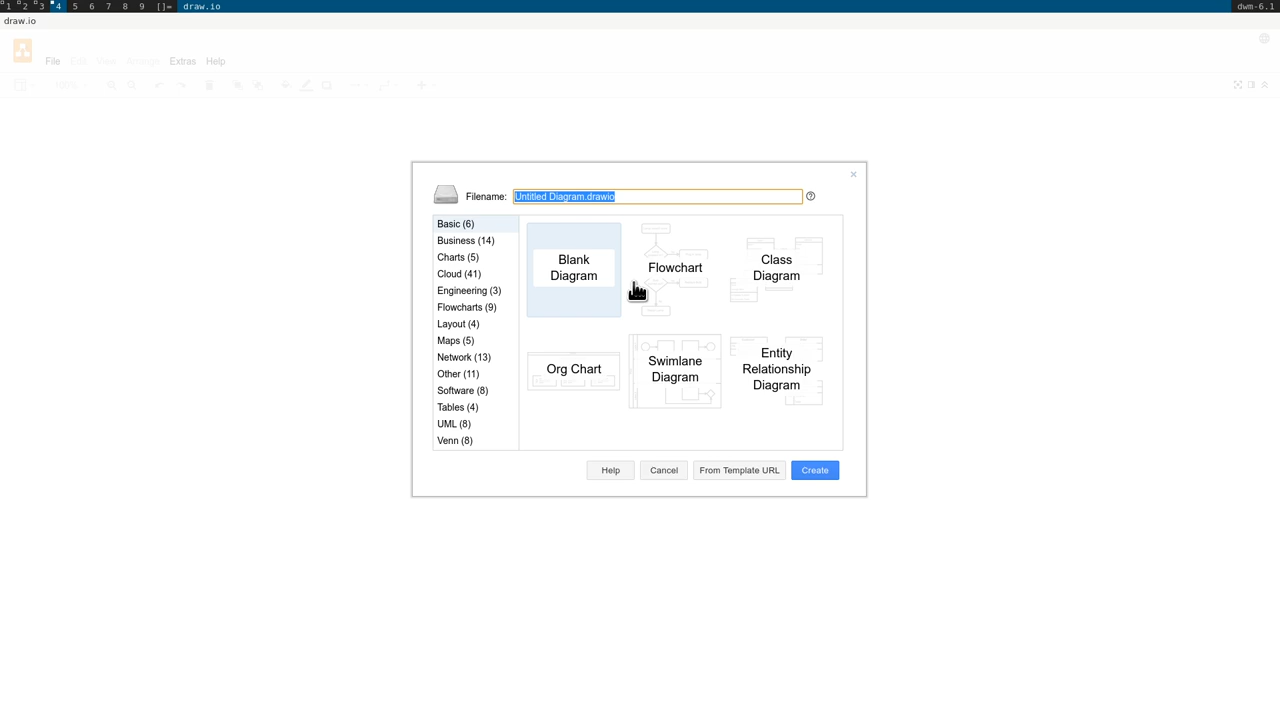 1 2 3 4 5 6 7 8 9 []= draw.io dwm-6.1
draw.io
File Edit View Arrange Extras Help
100%
Filename: Untitled Diagram.drawio
Basic (6)
Business (14)
Charts (5)
Cloud (41)
Engineering (3)
Flowcharts (9)
Layout (4)
Maps (5)
Network (13)
Other (11)
Software (8)
Tables (4)
UML (8)
Venn (8)
Blank
Diagram
Flowchart
Class
Diagram
Org Chart
Swimlane
Diagram
Entity
Relationship
Diagram
Help Cancel From Template URL Create